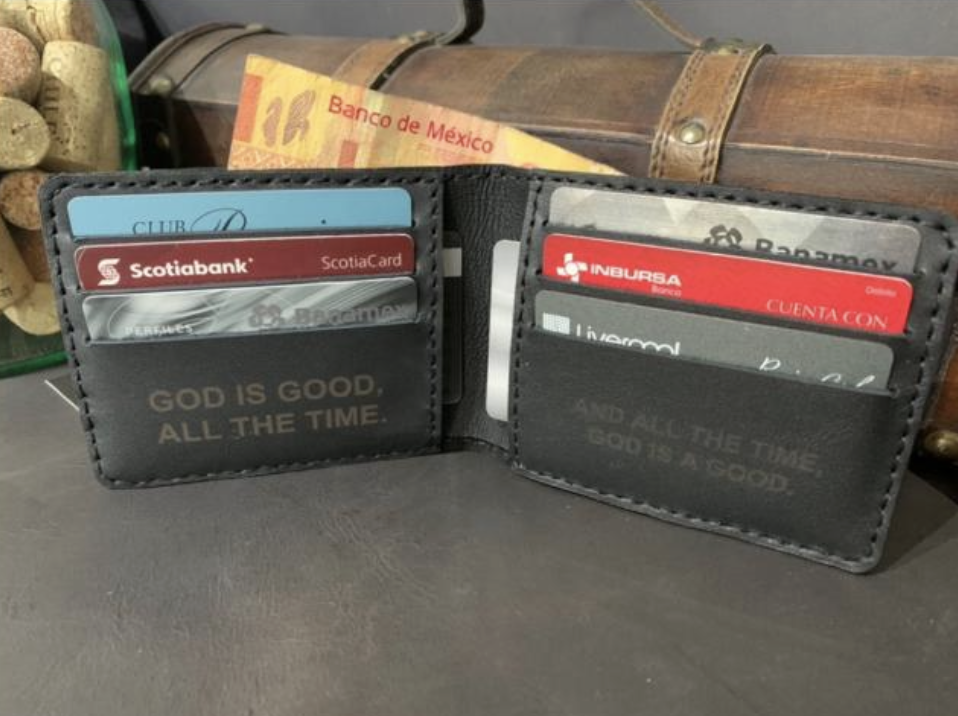 Banco de México
CLUB
Scotiabank
ScotiaCard
PERFILES
Banamex
GOD IS GOOD,
ALL THE TIME.
Banamex
INBURSA
Banco
Débito
CUENTA CON
Liverpool
AND ALL THE TIME,
GOD IS A GOOD.